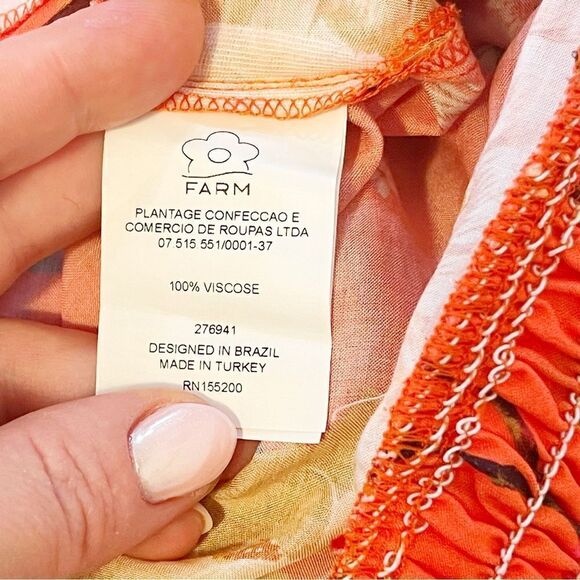 FARM
PLANTAGE CONFECCAO E
COMERCIO DE ROUPAS LTDA
07 515 551/0001-37
100% VISCOSE
276941
DESIGNED IN BRAZIL
MADE IN TURKEY
RN155200